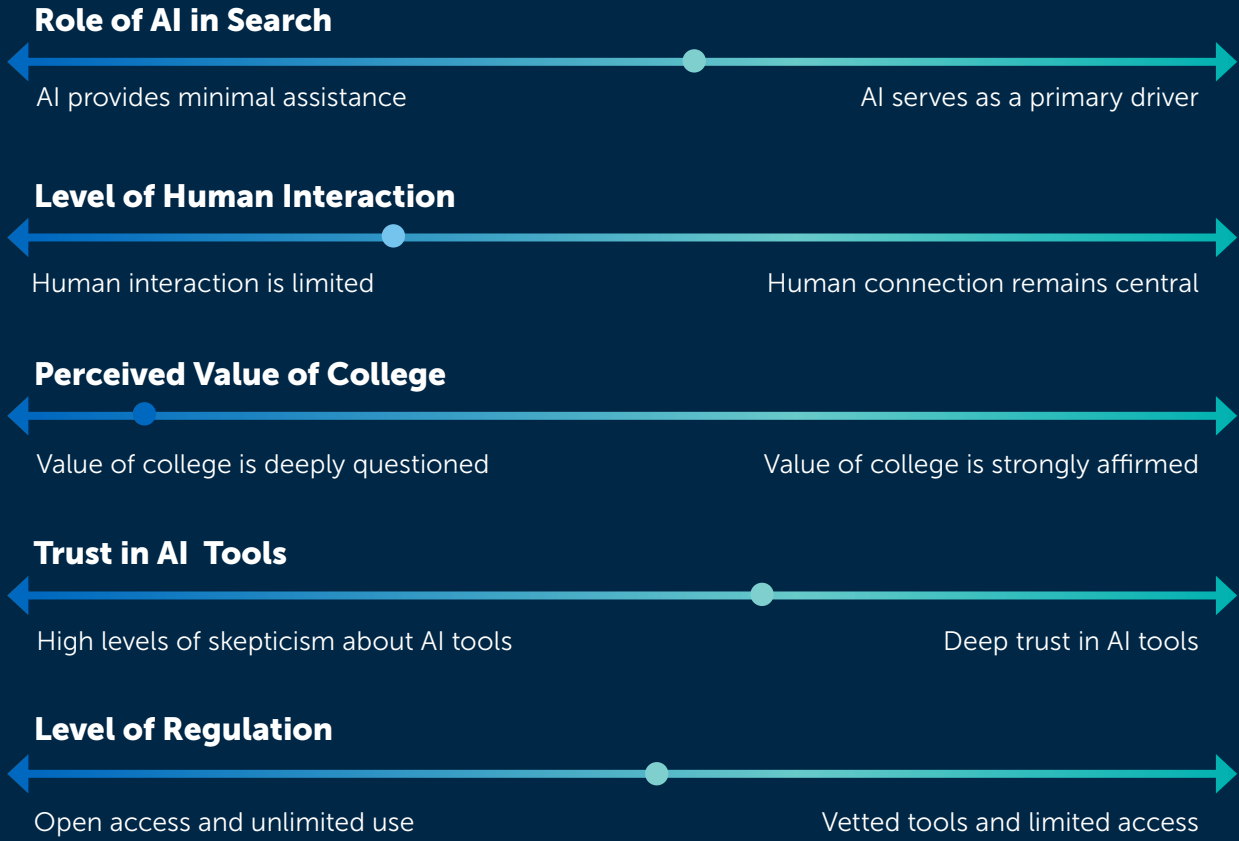 Role of AI in Search
AI provides minimal assistance
AI serves as a primary driver
Level of Human Interaction
Human interaction is limited
Human connection remains central
Perceived Value of College
Value of college is deeply questioned
Value of college is strongly affirmed
Trust in AI  Tools
High levels of skepticism about AI tools
Deep trust in AI tools
Level of Regulation
Open access and unlimited use
Vetted tools and limited access